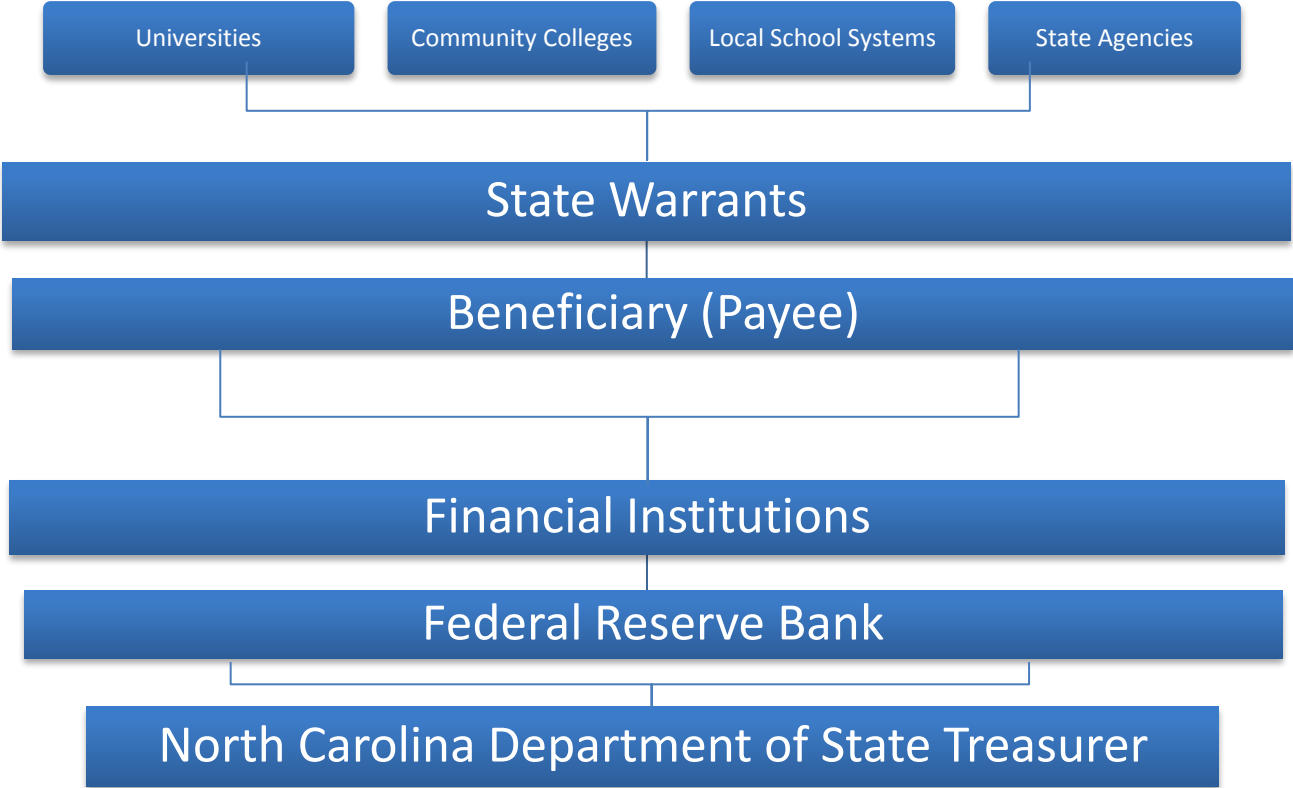 Universities
Community Colleges
Local School Systems
State Agencies
State Warrants
Beneficiary (Payee)
Financial Institutions
Federal Reserve Bank
North Carolina Department of State Treasurer